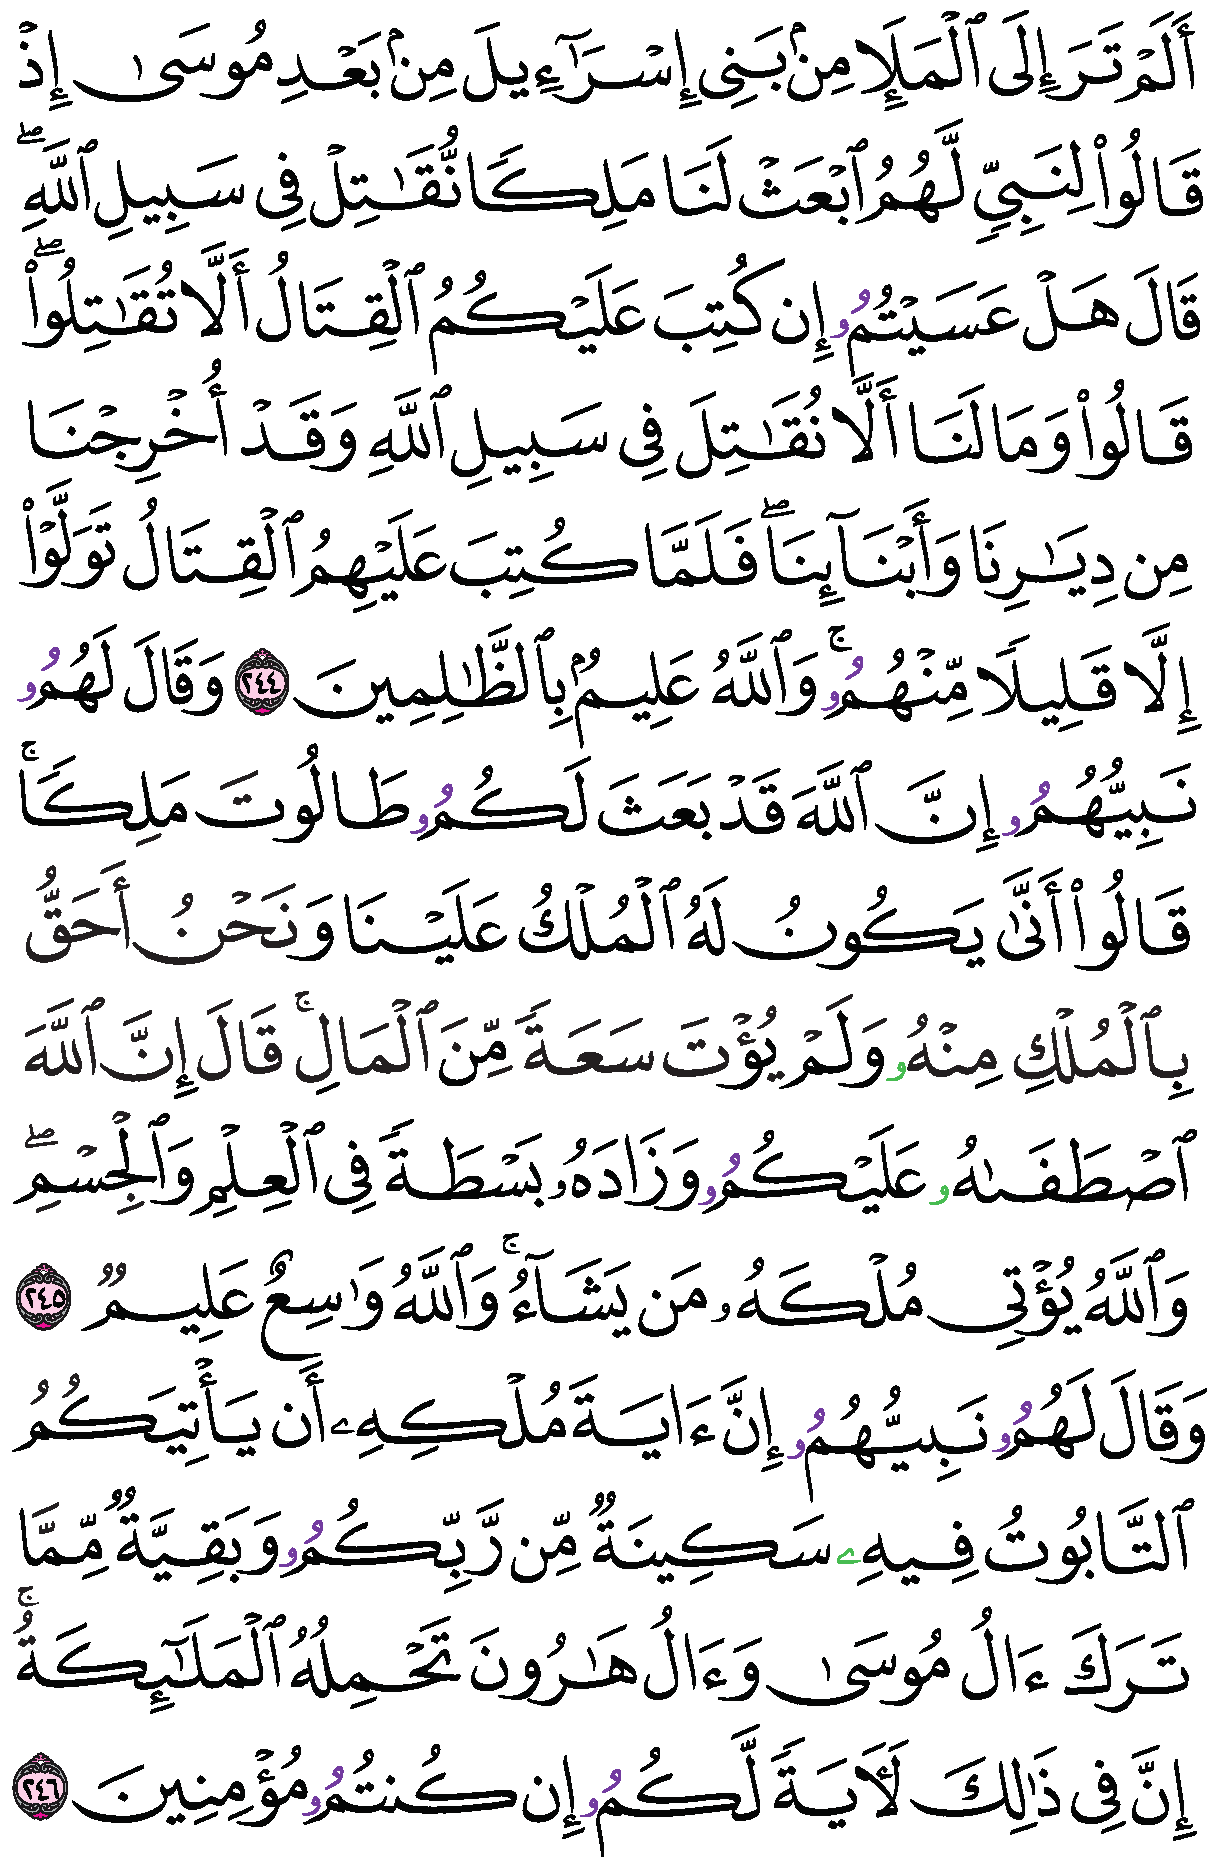 أَلَمْ تَرَ إِلَى ٱلْمَلَإِ مِنۢ بَنِىٓ إِسْرَـٰٓءِيلَ مِنۢ بَعْدِ مُوسَىٰ إِذْ
قَالُوا۟ لِنَبِىٍّ لَّهُمُ ٱبْعَثْ لَنَا مَلِكًا نُّقَـٰتِلْ فِى سَبِيلِ ٱللَّهِ ۖ
قَالَ هَلْ عَسَيْتُمُۥ إِن كُتِبَ عَلَيْكُمُ ٱلْقِتَالُ أَلَّا تُقَـٰتِلُوا۟ ۖ
قَالُوا۟ وَمَا لَنَا أَلَّا نُقَـٰتِلَ فِى سَبِيلِ ٱللَّهِ وَقَدْ أُخْرِجْنَا
مِن دِيَـٰرِنَا وَأَبْنَآئِنَا ۖ فَلَمَّا كُتِبَ عَلَيْهِمُ ٱلْقِتَالُ تَوَلَّوْا۟
إِلَّا قَلِيلًا مِّنْهُمُۥ ۚ وَٱللَّهُ عَلِيمٌۢ بِٱلظَّـٰلِمِينَ ٢٤٤ وَقَالَ لَهُمُۥ
نَبِيُّهُمُۥ إِنَّ ٱللَّهَ قَدْ بَعَثَ لَكُمُۥ طَالُوتَ مَلِكًا ۚ
قَالُوا۟ أَنَّىٰ يَكُونُ لَهُ ٱلْمُلْكُ عَلَيْنَا وَنَحْنُ أَحَقُّ
بِٱلْمُلْكِ مِنْهُۥ وَلَمْ يُؤْتَ سَعَةً مِّنَ ٱلْمَالِ ۚ قَالَ إِنَّ ٱللَّهَ
ٱصْطَفَىٰهُۥ عَلَيْكُمُۥ وَزَادَهُۥ بَسْطَةً فِى ٱلْعِلْمِ وَٱلْجِسْمِ ۖ
وَٱللَّهُ يُؤْتِى مُلْكَهُۥ مَن يَشَآءُ ۚ وَٱللَّهُ وَٰسِعٌ عَلِيمٌ ٢٤٥
وَقَالَ لَهُمُۥ نَبِيُّهُمُۥ إِنَّ ءَايَةَ مُلْكِهِۦ أَن يَأْتِيَكُمُ
ٱلتَّابُوتُ فِيهِۦ سَكِينَةٌ مِّن رَّبِّكُمُۥ وَبَقِيَّةٌ مِّمَّا
تَرَكَ ءَالُ مُوسَىٰ وَءَالُ هَـٰرُونَ تَحْمِلُهُ ٱلْمَلَـٰٓئِكَةُ ۚ
إِنَّ فِى ذَٰلِكَ لَـَٔايَةً لَّكُمُۥ إِن كُنتُمُۥ مُؤْمِنِينَ ٢٤٦